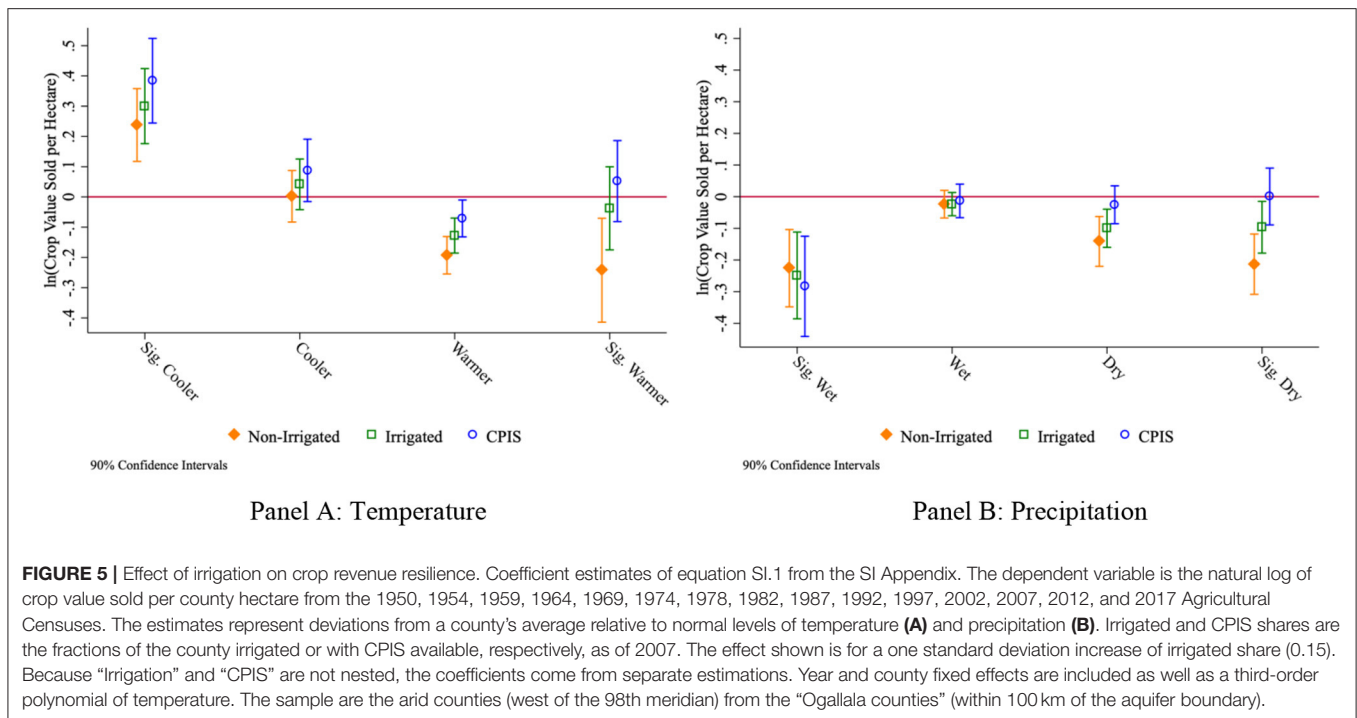 ln(Crop Value Sold per Hectare)
.5
.4
.3
.2
.1
0
-.1
-.2
-.3
-.4
Sig. Cooler
Cooler
Warmer
Sig. Warmer
Non-Irrigated Irrigated CPIS
90% Confidence Intervals
Panel A: Temperature
ln(Crop Value Sold per Hectare)
.5
.4
.3
.2
.1
0
-.1
-.2
-.3
-.4
Sig. Wet
Wet
Dry
Sig. Dry
Non-Irrigated Irrigated CPIS
90% Confidence Intervals
Panel B: Precipitation
FIGURE 5 | Effect of irrigation on crop revenue resilience. Coefficient estimates of equation SI.1 from the SI Appendix. The dependent variable is the natural log of
crop value sold per county hectare from the 1950, 1954, 1959, 1964, 1969, 1974, 1978, 1982, 1987, 1992, 1997, 2002, 2007, 2012, and 2017 Agricultural
Censuses. The estimates represent deviations from a county's average relative to normal levels of temperature (A) and precipitation (B). Irrigated and CPIS shares are
the fractions of the county irrigated or with CPIS available, respectively, as of 2007. The effect shown is for a one standard deviation increase of irrigated share (0.15).
Because "Irrigation" and "CPIS" are not nested, the coefficients come from separate estimations. Year and county fixed effects are included as well as a third-order
polynomial of temperature. The sample are the arid counties (west of the 98th meridian) from the "Ogallala counties" (within 100 km of the aquifer boundary).